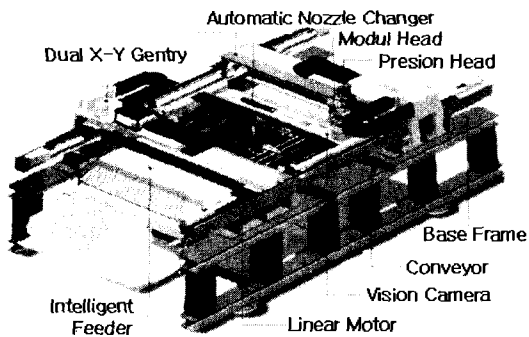 Automatic Nozzle Changer
Modul Head
Dual X-Y Gentry
Presion Head
Base Frame
Conveyor
Intelligent
Feeder
Vision Camera
Linear Motor